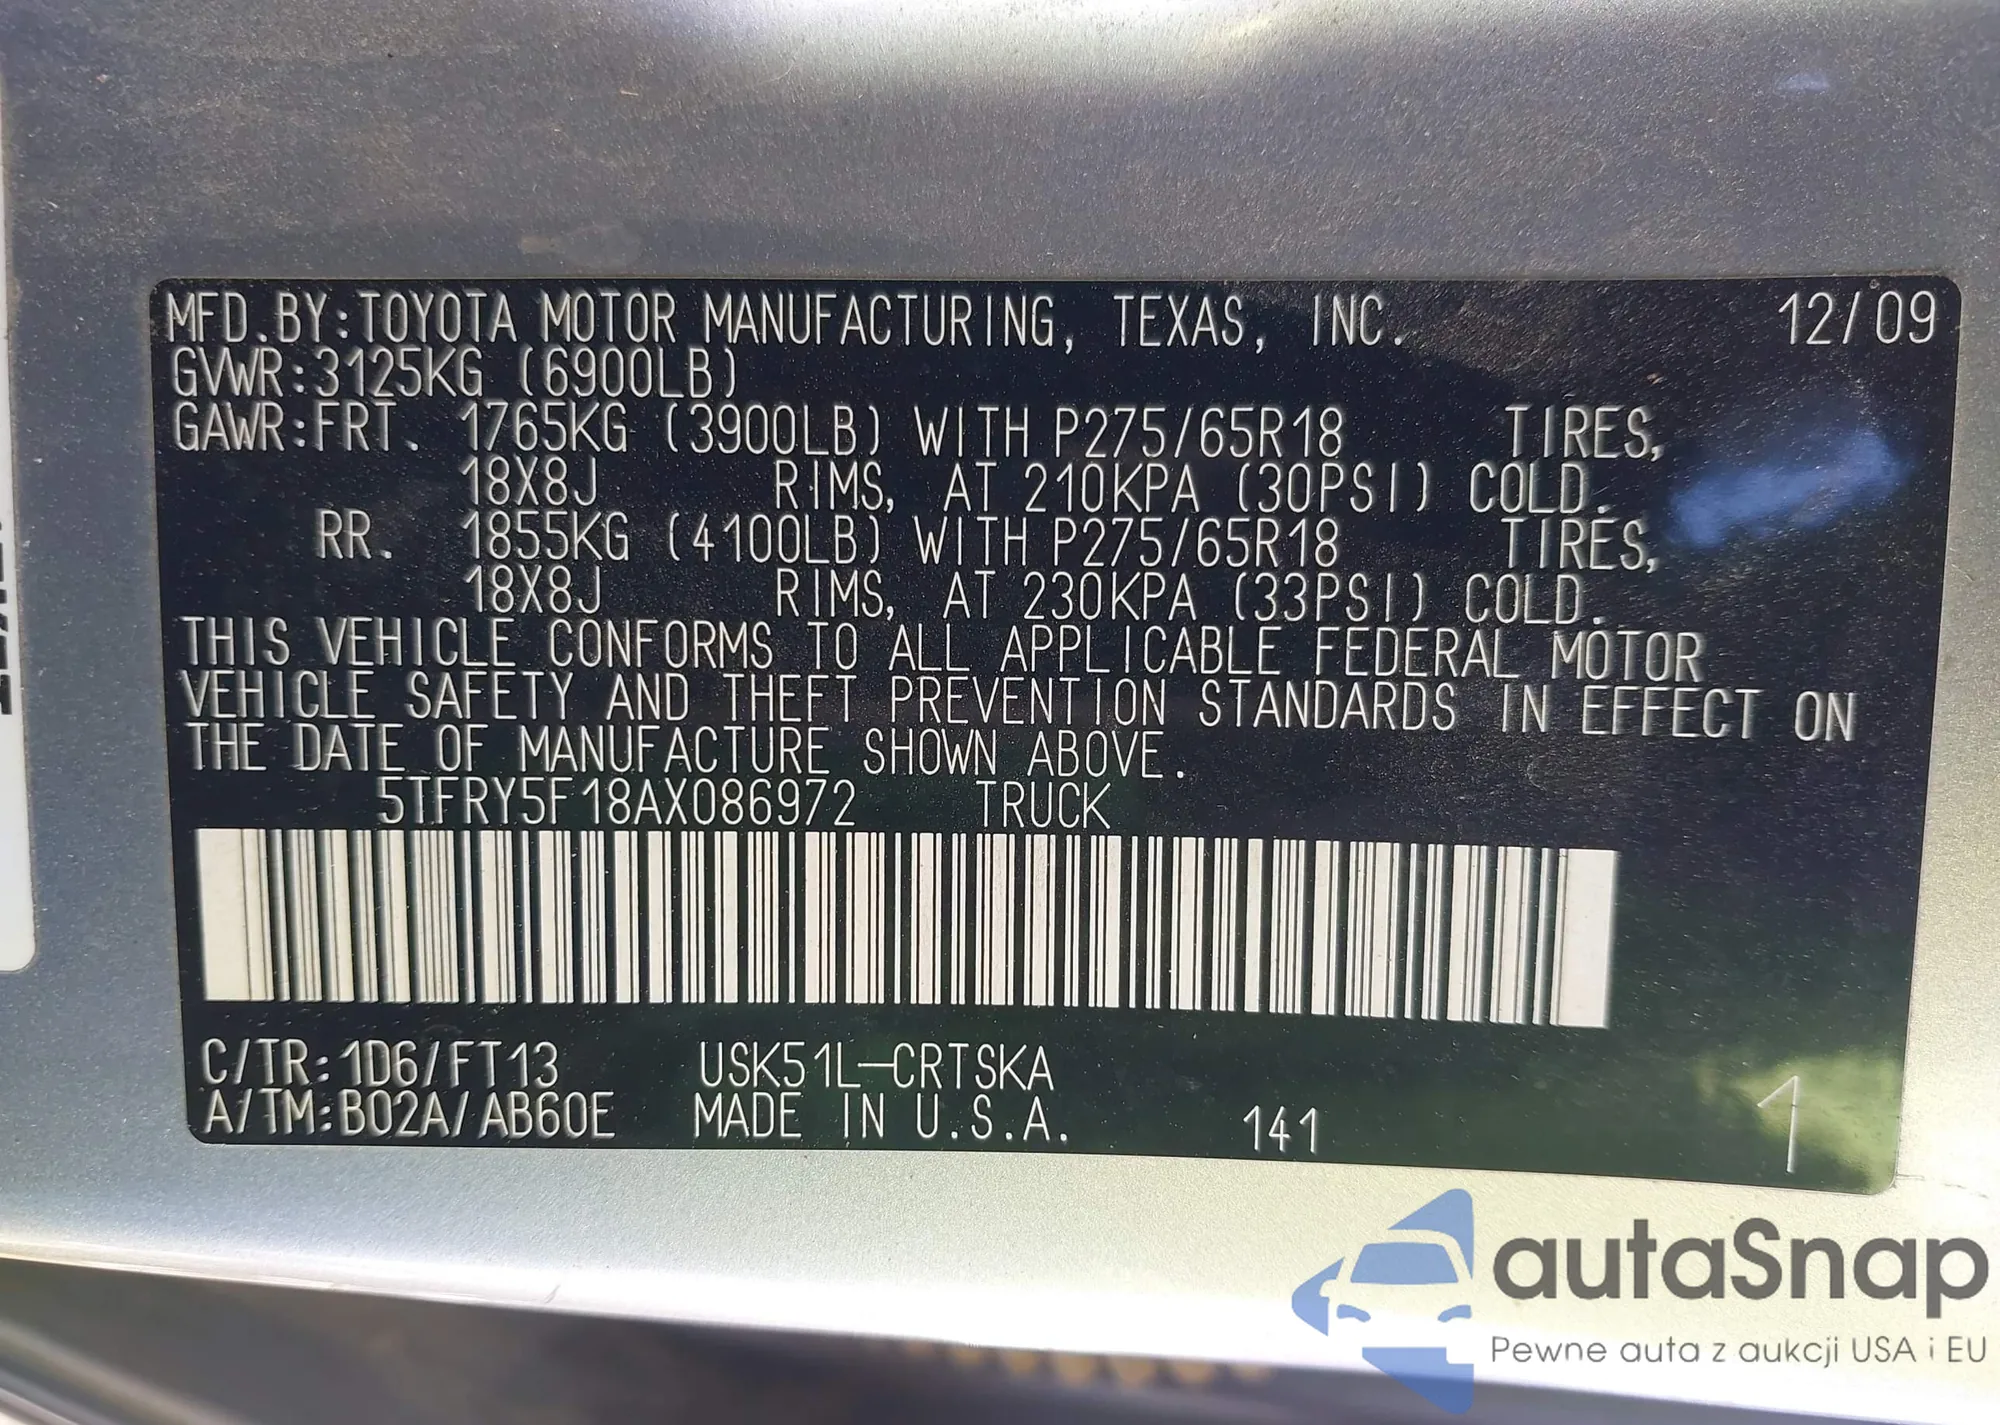 MFD.BY:TOYOTA MOTOR MANUFACTURING, TEXAS, INC. 12/09
GVWR:3125KG (6900LB)
GAWR:FRT. 1765KG (3900LB) WITH P275/65R18 TIRES,
18X8J RIMS, AT 210KPA (30PSI) COLD.
RR. 1855KG (4100LB) WITH P275/65R18 TIRES,
18X8J RIMS, AT 230KPA (33PSI) COLD.
THIS VEHICLE CONFORMS TO ALL APPLICABLE FEDERAL MOTOR
VEHICLE SAFETY AND THEFT PREVENTION STANDARDS IN EFFECT ON
THE DATE OF MANUFACTURE SHOWN ABOVE.
5TFRY5F18AX086972 TRUCK
C/TR:1D6/FT13 USK51L-CRTSKA
A/TM:B02A/AB60E MADE IN U.S.A. 141 1
autaSnap
Pewne auta z aukcji USA i EU